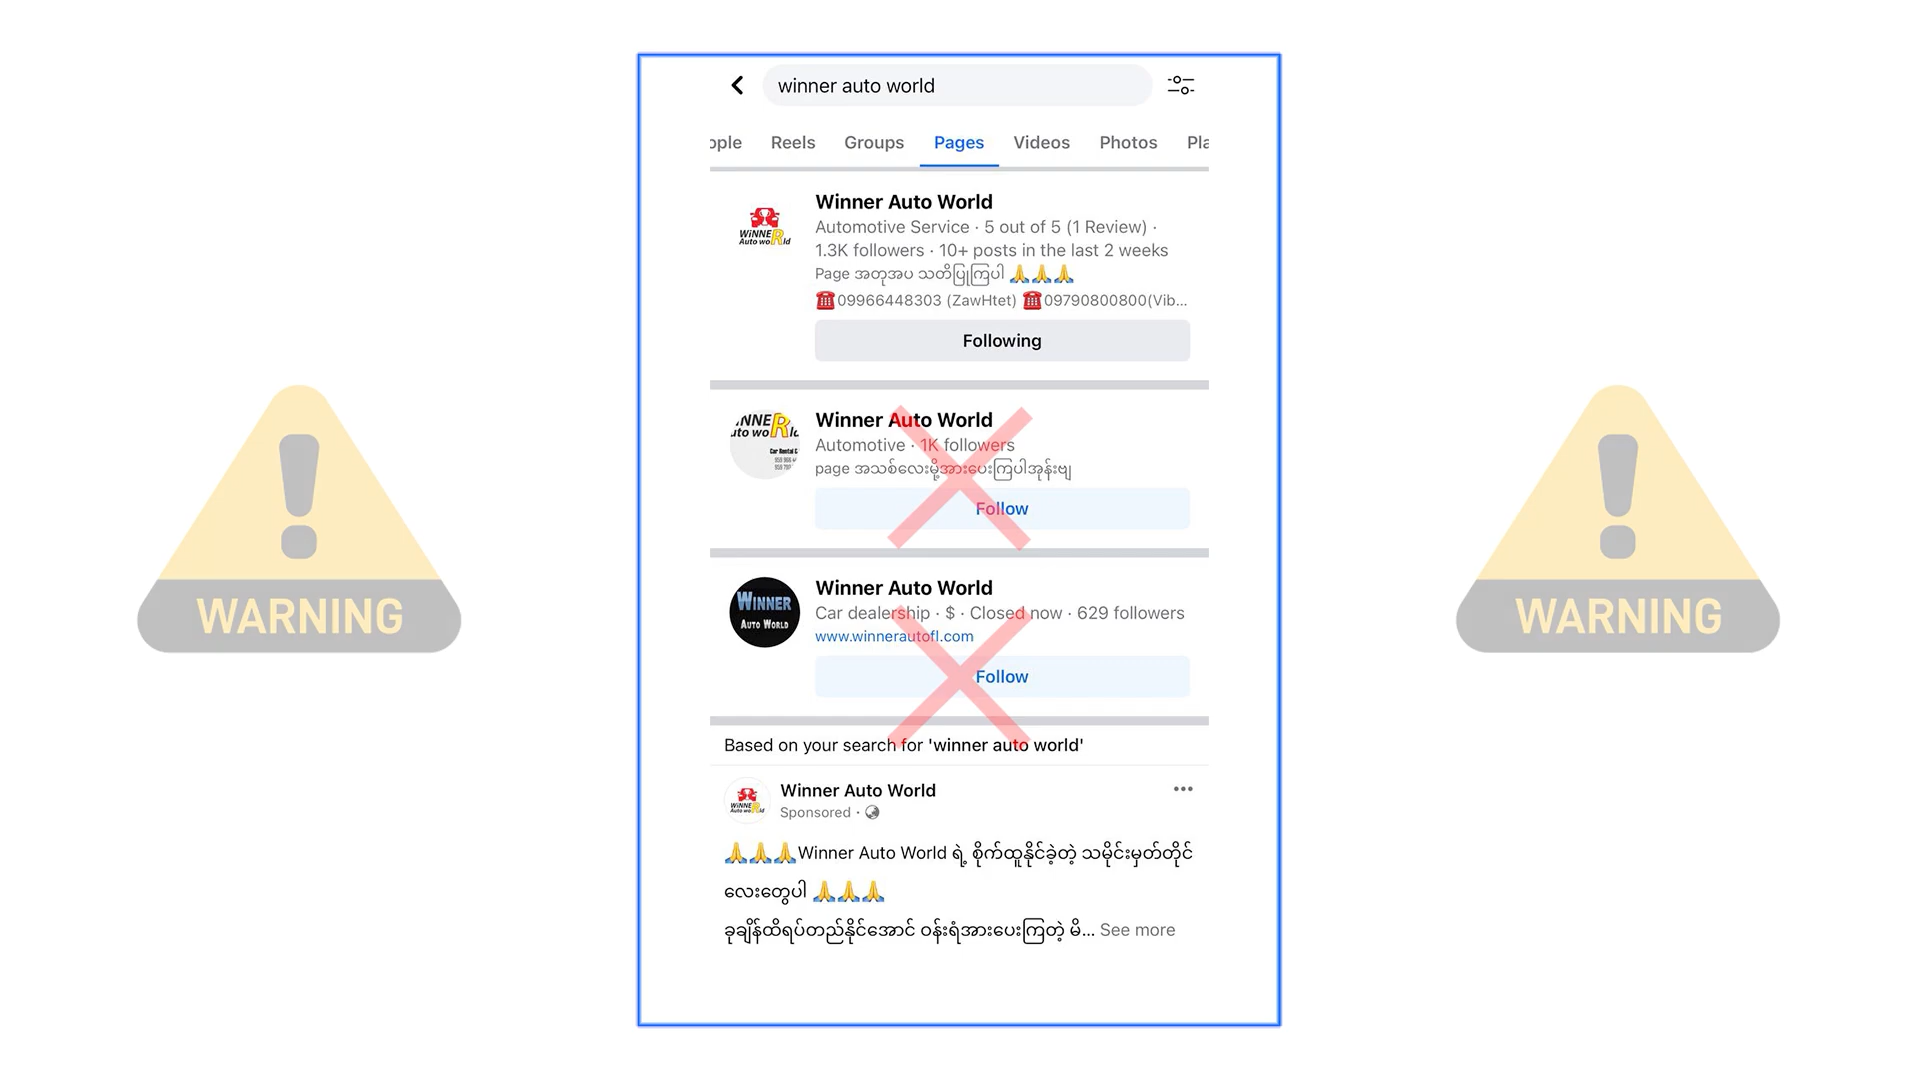 winner auto world
ople Reels Groups Pages Videos Photos Pla
Winner Auto World
WiNNER
Auto woRld
Automotive Service · 5 out of 5 (1 Review) ·
1.3K followers · 10+ posts in the last 2 weeks
Page အတုအပ သတိပြုကြပါ 🙏🙏🙏
☎️09966448303 (ZawHtet) ☎️09790800800(Vib...
Following
Winner Auto World
Automotive · 1K followers
page အသစ်လေးမို့အားပေးကြပါအုန်းဗျ
Follow
Winner Auto World
WINNER
AUTO WORLD
Car dealership · $ · Closed now · 629 followers
www.winnerautofl.com
Follow
WARNING
WARNING
Based on your search for 'winner auto world'
Winner Auto World
Sponsored ·
🙏🙏🙏Winner Auto World ရဲ့ စိုက်ထူနိုင်ခဲ့တဲ့ သမိုင်းမှတ်တိုင်
လေးတွေပါ 🙏🙏🙏
ခုချိန်ထိရပ်တည်နိုင်အောင် ဝန်းရံအားပေးကြတဲ့ မိ... See more